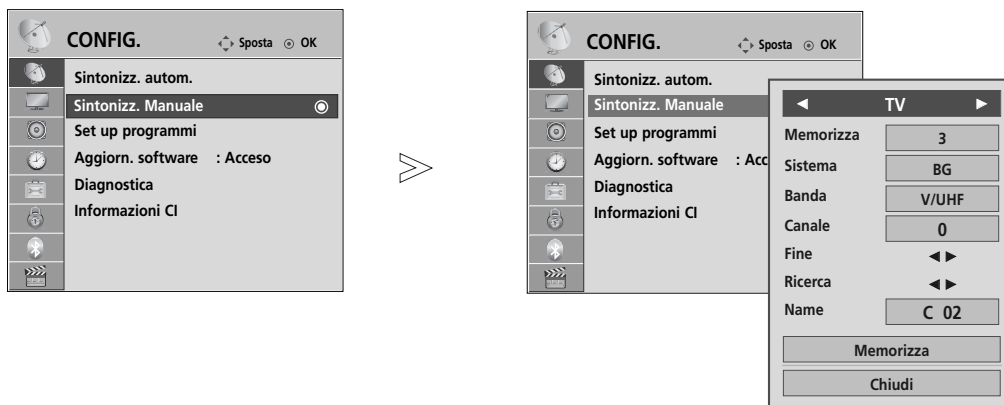 CONFIG.
Sposta OK
Sintonizz. autom.
Sintonizz. Manuale
Set up programmi
Aggiorn. software : Acceso
Diagnostica
Informazioni CI
CONFIG.
Sposta OK
Sintonizz. autom.
Sintonizz. Manuale
Set up programmi
Aggiorn. software : Acc
Diagnostica
Informazioni CI
◄ TV ►
Memorizza 3
Sistema BG
Banda V/UHF
Canale 0
Fine ◄ ►
Ricerca ◄ ►
Name C 02
Memorizza
Chiudi